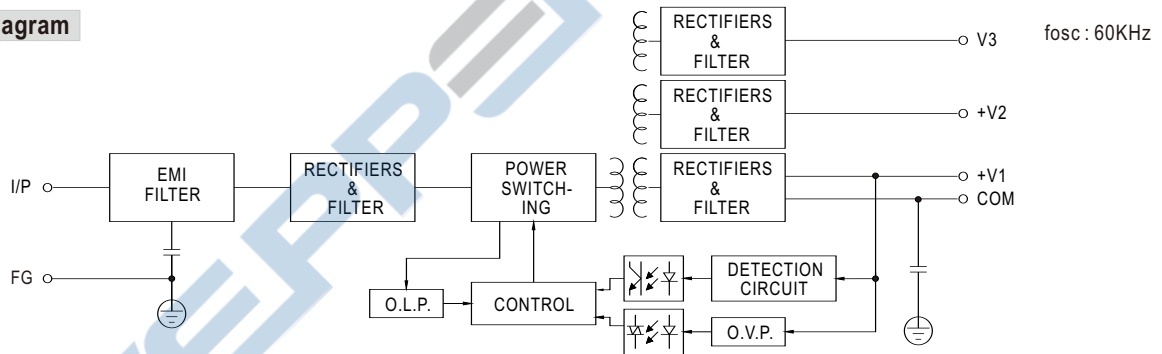 agram
RECTIFIERS
&
FILTER
V3
fosc : 60KHz
RECTIFIERS
&
FILTER
+V2
I/P
EMI
FILTER
RECTIFIERS
&
FILTER
POWER
SWITCH-
ING
RECTIFIERS
&
FILTER
+V1
COM
FG
O.L.P.
CONTROL
DETECTION
CIRCUIT
O.V.P.